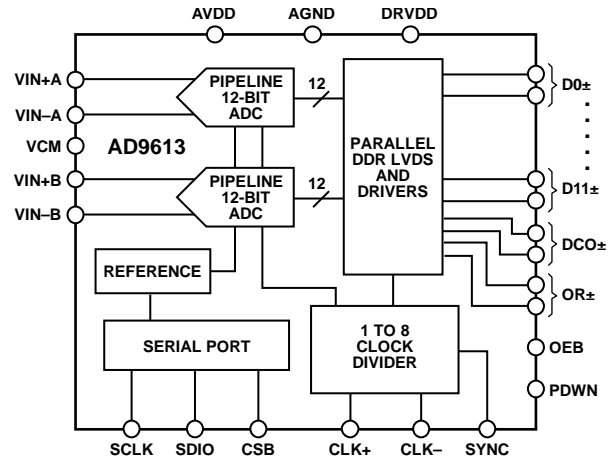 AVDD AGND DRVDD
VIN+A
VIN–A
VCM
VIN+B
VIN–B
AD9613
PIPELINE
12-BIT
ADC
12
PIPELINE
12-BIT
ADC
12
PARALLEL
DDR LVDS
AND
DRIVERS
D0±
D11±
DCO±
OR±
OEB
PDWN
REFERENCE
SERIAL PORT
1 TO 8
CLOCK
DIVIDER
SCLK SDIO CSB CLK+ CLK– SYNC